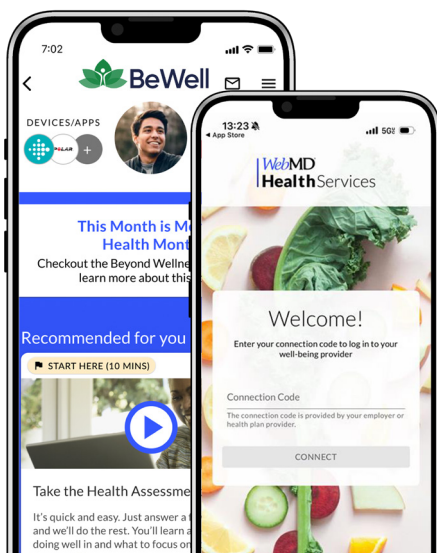 7:02
BeWell
DEVICES/APPS
POLAR
+
This Month is M
Health Mont
Checkout the Beyond Wellne
learn more about this
Recommended for you
START HERE (10 MINS)
Take the Health Assessme
It's quick and easy. Just answer a f
and we'll do the rest. You'll learn a
doing well in and what to focus on
13:23
App Store
5G
WebMD
HealthServices
Welcome!
Enter your connection code to log in to your
well-being provider
Connection Code
The connection code is provided by your employer or
health plan provider.
CONNECT